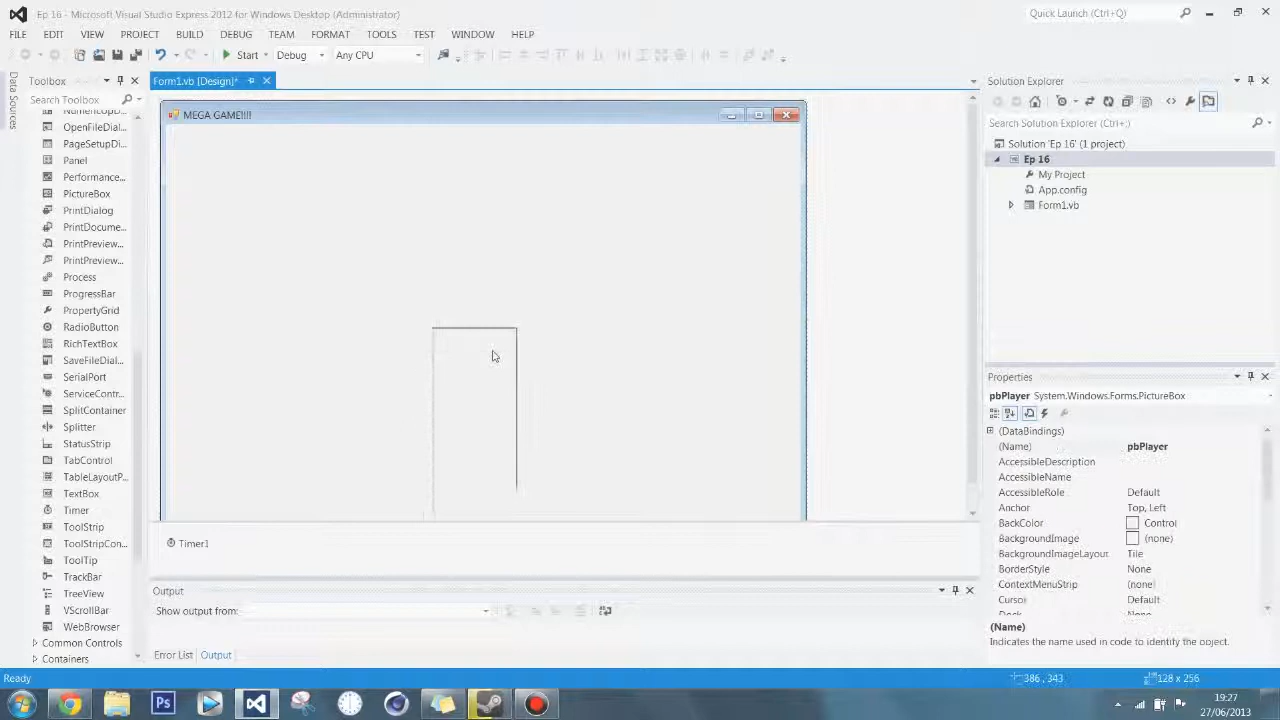 Ep 16 - Microsoft Visual Studio Express 2012 for Windows Desktop (Administrator)
Quick Launch (Ctrl+Q)
FILE EDIT VIEW PROJECT BUILD DEBUG TEAM FORMAT TOOLS TEST WINDOW HELP
Start Debug Any CPU
Data Sources
Toolbox
Search Toolbox
OpenFileDial...
PageSetupDi...
Panel
Performance...
PictureBox
PrintDialog
PrintDocume...
PrintPreview...
PrintPreview...
Process
ProgressBar
PropertyGrid
RadioButton
RichTextBox
SaveFileDial...
SerialPort
ServiceContr...
SplitContainer
Splitter
StatusStrip
TabControl
TableLayoutP...
TextBox
Timer
ToolStrip
ToolStripCon...
ToolTip
TrackBar
TreeView
VScrollBar
WebBrowser
Common Controls
Containers
Form1.vb [Design]*
MEGA GAME!!!!
Timer1
Output
Show output from:
Error List Output
Solution Explorer
Search Solution Explorer (Ctrl+;)
Solution 'Ep 16' (1 project)
Ep 16
My Project
App.config
Form1.vb
Properties
pbPlayer System.Windows.Forms.PictureBox
(DataBindings)
(Name) pbPlayer
AccessibleDescription
AccessibleName
AccessibleRole Default
Anchor Top, Left
BackColor Control
BackgroundImage (none)
BackgroundImageLayout Tile
BorderStyle None
ContextMenuStrip (none)
Cursor Default
Dock None
(Name)
Indicates the name used in code to identify the object.
Ready
386 , 343
128 x 256
Ps
19:27
27/06/2013